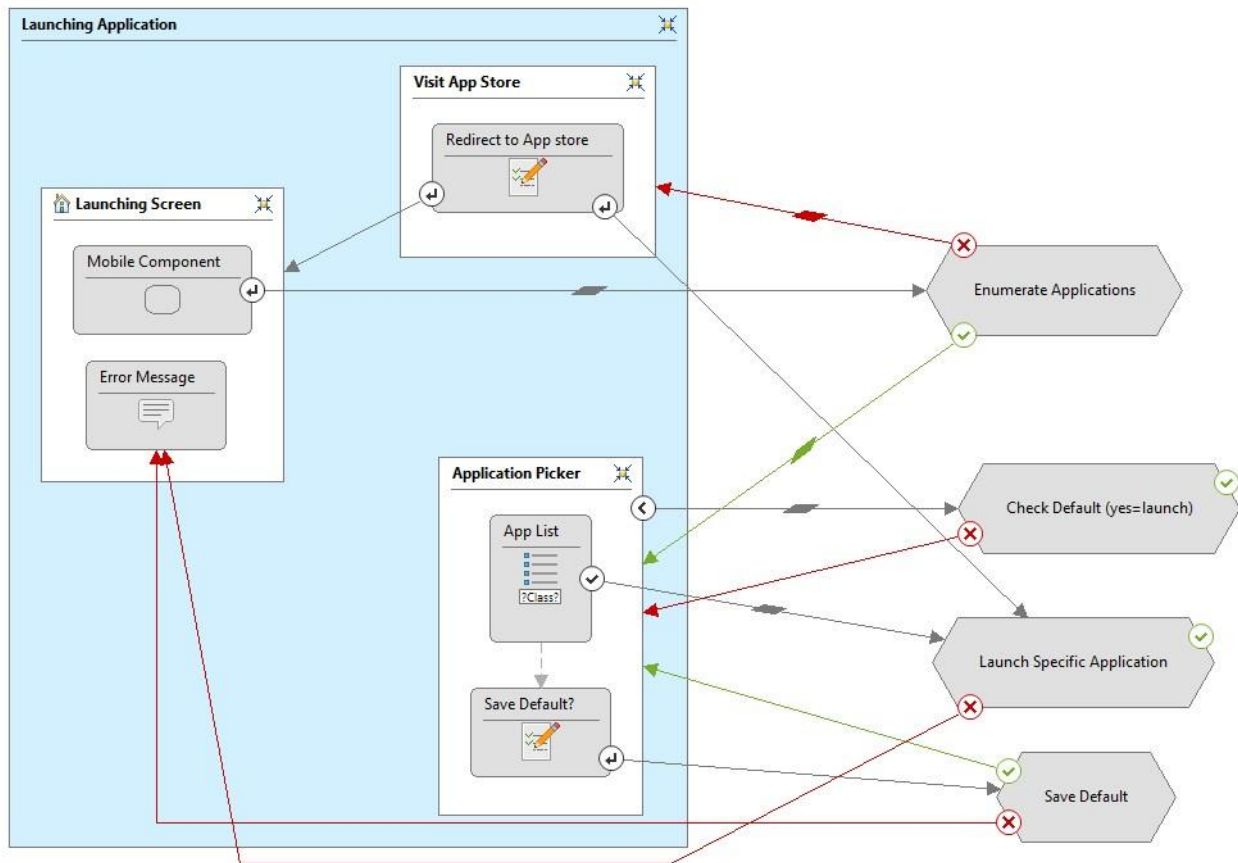 Launching Application
Visit App Store
Redirect to App store
Launching Screen
Mobile Component
Enumerate Applications
Error Message
Application Picker
Check Default (yes=launch)
App List
?Class?
Launch Specific Application
Save Default?
Save Default